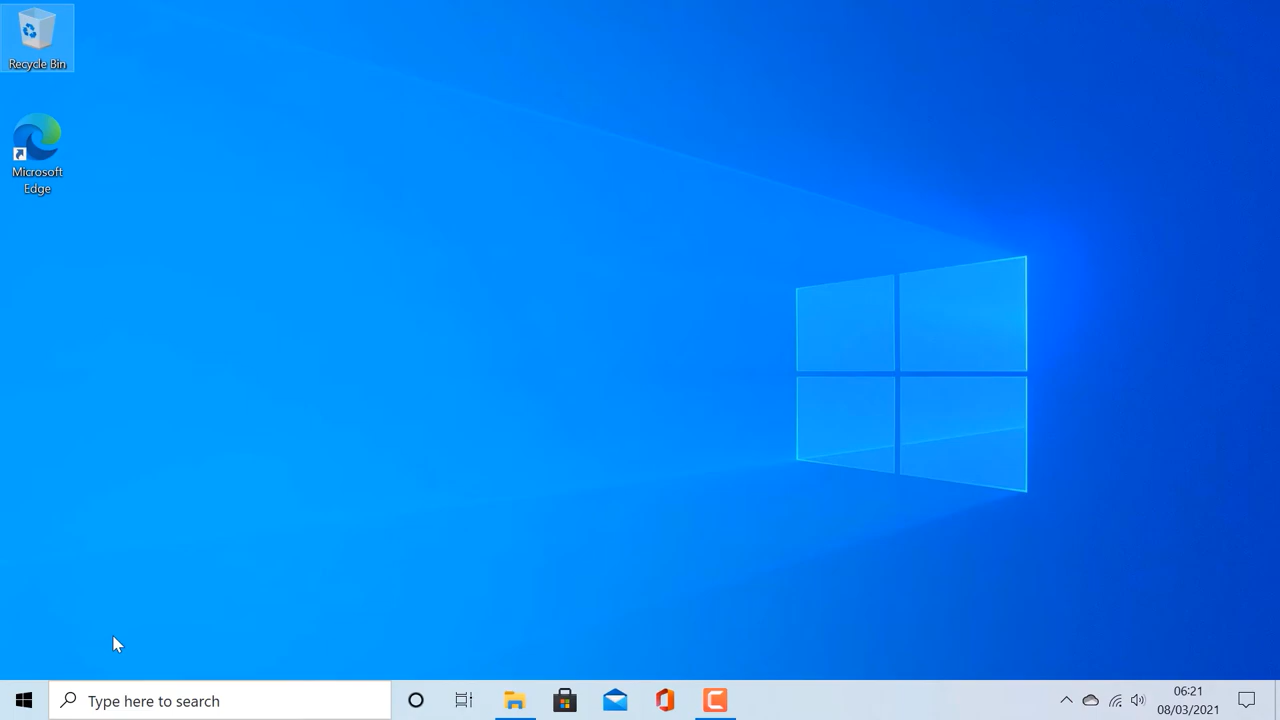 Recycle Bin
Microsoft
Edge
Type here to search
06:21
08/03/2021